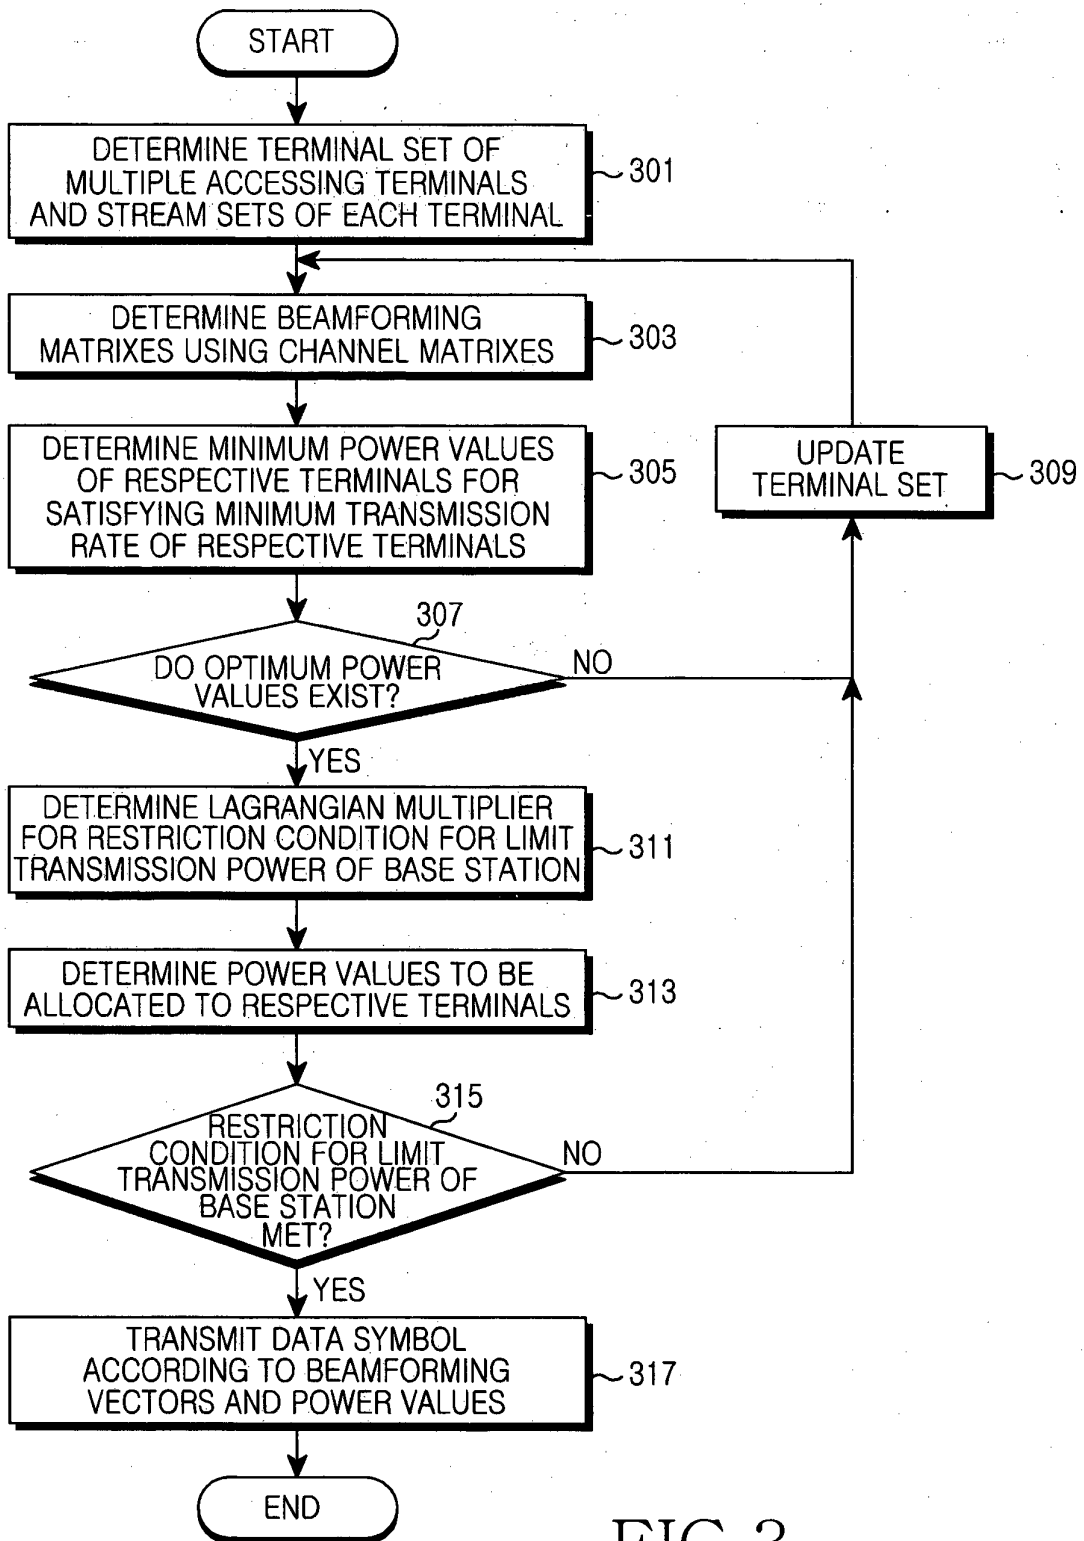 START
DETERMINE TERMINAL SET OF
MULTIPLE ACCESSING TERMINALS
AND STREAM SETS OF EACH TERMINAL
301
DETERMINE BEAMFORMING
MATRIXES USING CHANNEL MATRIXES
303
DETERMINE MINIMUM POWER VALUES
OF RESPECTIVE TERMINALS FOR
SATISFYING MINIMUM TRANSMISSION
RATE OF RESPECTIVE TERMINALS
305
UPDATE
TERMINAL SET
309
307
DO OPTIMUM POWER
VALUES EXIST?
NO
YES
DETERMINE LAGRANGIAN MULTIPLIER
FOR RESTRICTION CONDITION FOR LIMIT
TRANSMISSION POWER OF BASE STATION
311
DETERMINE POWER VALUES TO BE
ALLOCATED TO RESPECTIVE TERMINALS
313
315
RESTRICTION
CONDITION FOR LIMIT
TRANSMISSION POWER OF
BASE STATION
MET?
NO
YES
TRANSMIT DATA SYMBOL
ACCORDING TO BEAMFORMING
VECTORS AND POWER VALUES
317
END
FIG. 3